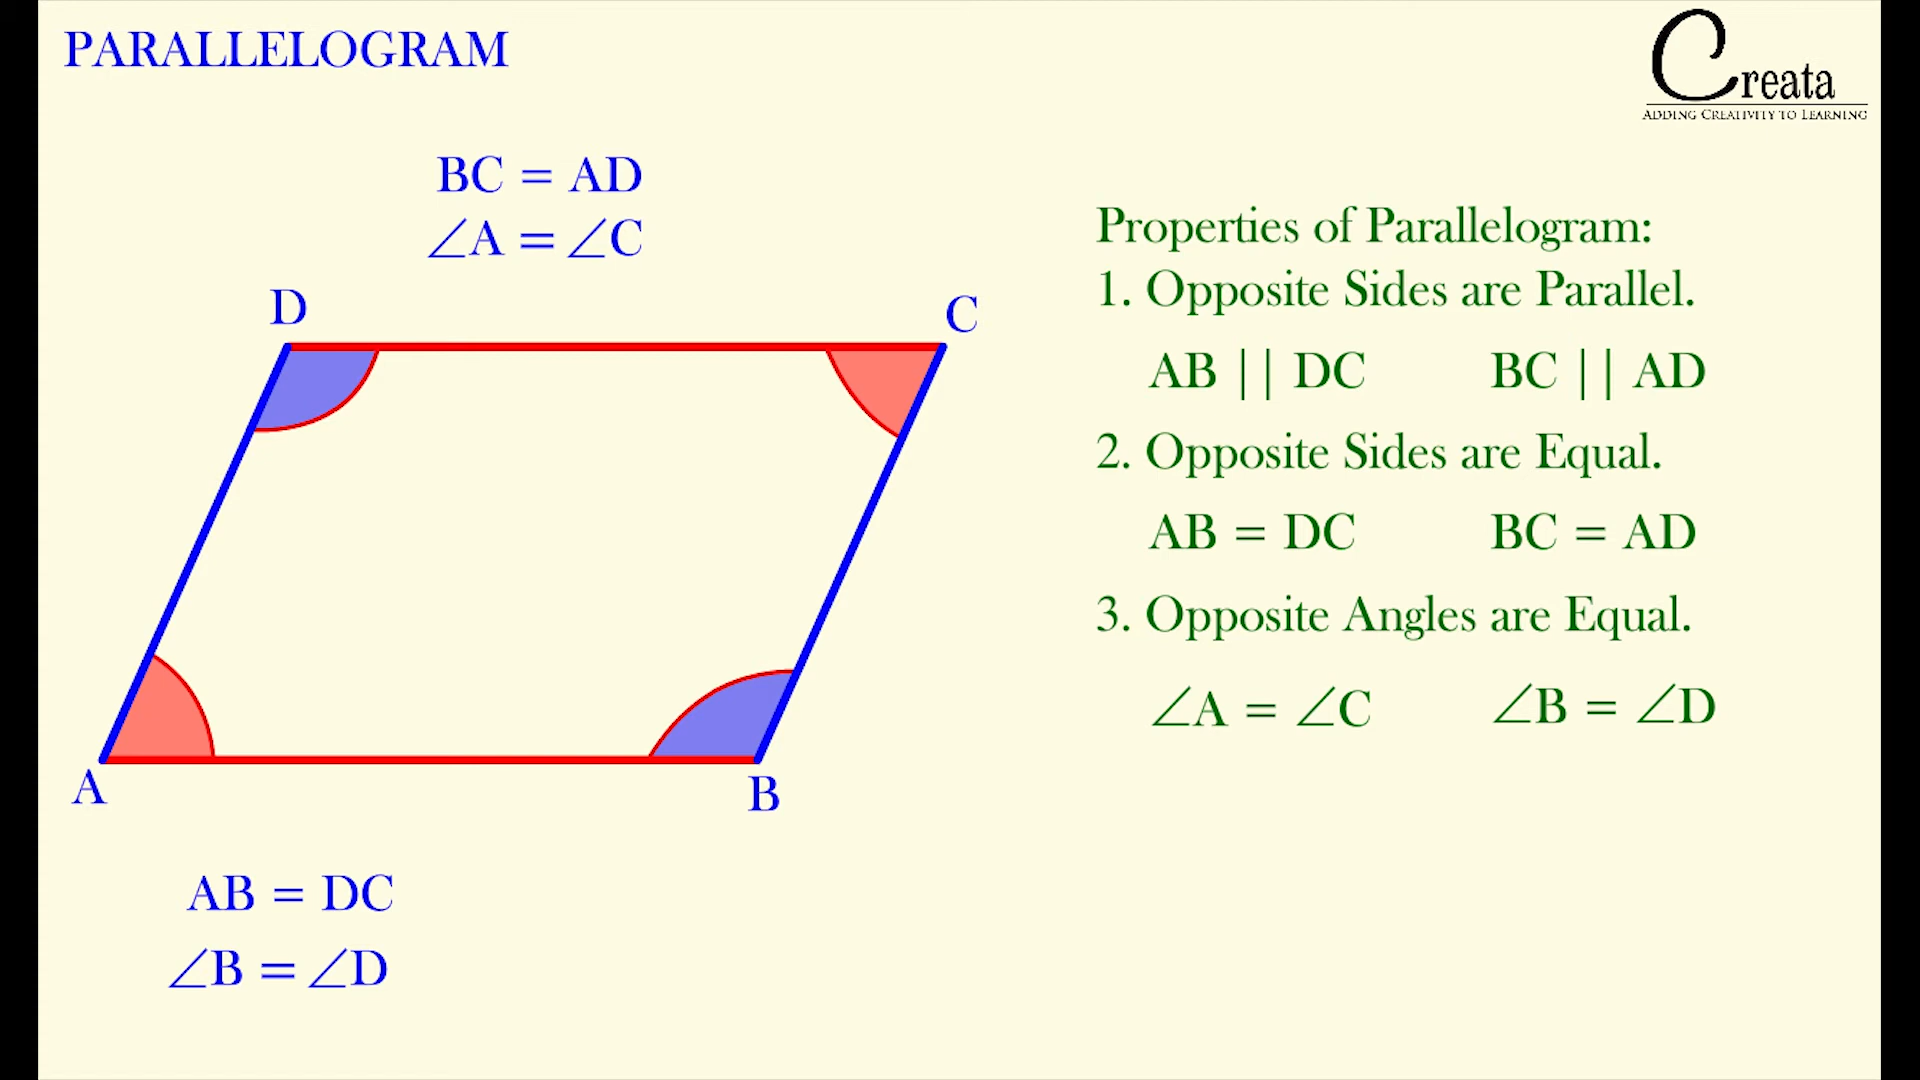 PARALLELOGRAM
Creata
ADDING CREATIVITY TO LEARNING
BC = AD
∠A = ∠C
D
C
A
B
AB = DC
∠B = ∠D
Properties of Parallelogram:
1. Opposite Sides are Parallel.
AB || DC BC || AD
2. Opposite Sides are Equal.
AB = DC BC = AD
3. Opposite Angles are Equal.
∠A = ∠C ∠B = ∠D